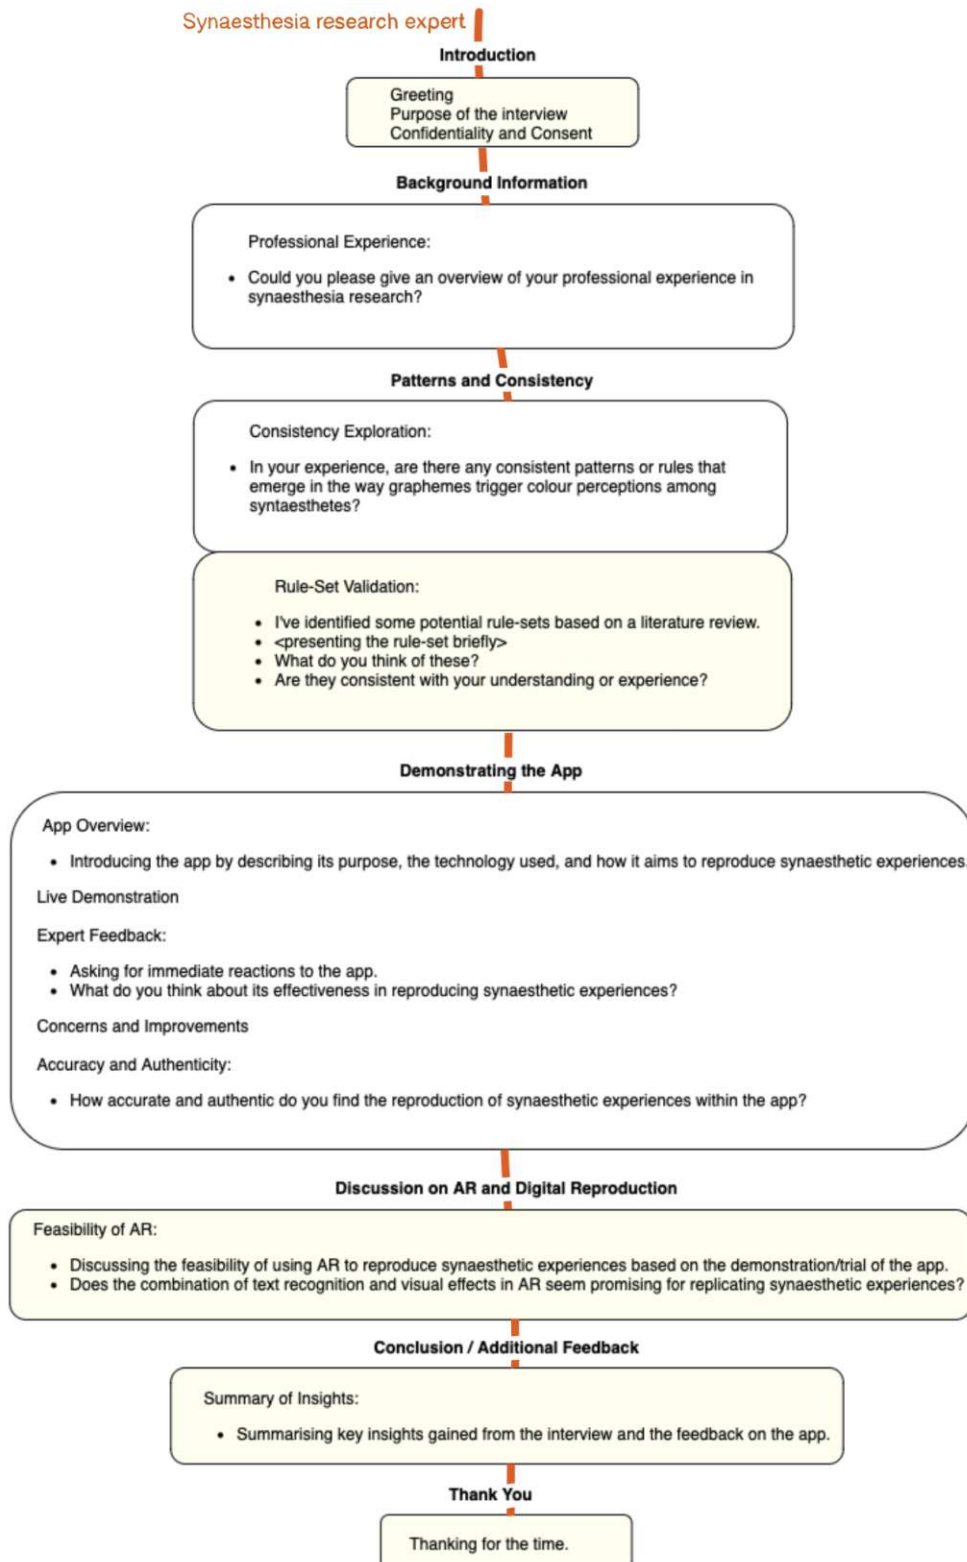 Synaesthesia research expert
Introduction
Greeting
Purpose of the interview
Confidentiality and Consent
Background Information
Professional Experience:
• Could you please give an overview of your professional experience in
synaesthesia research?
Patterns and Consistency
Consistency Exploration:
• In your experience, are there any consistent patterns or rules that
emerge in the way graphemes trigger colour perceptions among
syntaesthetes?
Rule-Set Validation:
• I've identified some potential rule-sets based on a literature review.
• <presenting the rule-set briefly>
• What do you think of these?
• Are they consistent with your understanding or experience?
Demonstrating the App
App Overview:
• Introducing the app by describing its purpose, the technology used, and how it aims to reproduce synaesthetic experiences.
Live Demonstration
Expert Feedback:
• Asking for immediate reactions to the app.
• What do you think about its effectiveness in reproducing synaesthetic experiences?
Concerns and Improvements
Accuracy and Authenticity:
• How accurate and authentic do you find the reproduction of synaesthetic experiences within the app?
Discussion on AR and Digital Reproduction
Feasibility of AR:
• Discussing the feasibility of using AR to reproduce synaesthetic experiences based on the demonstration/trial of the app.
• Does the combination of text recognition and visual effects in AR seem promising for replicating synaesthetic experiences?
Conclusion / Additional Feedback
Summary of Insights:
• Summarising key insights gained from the interview and the feedback on the app.
Thank You
Thanking for the time.